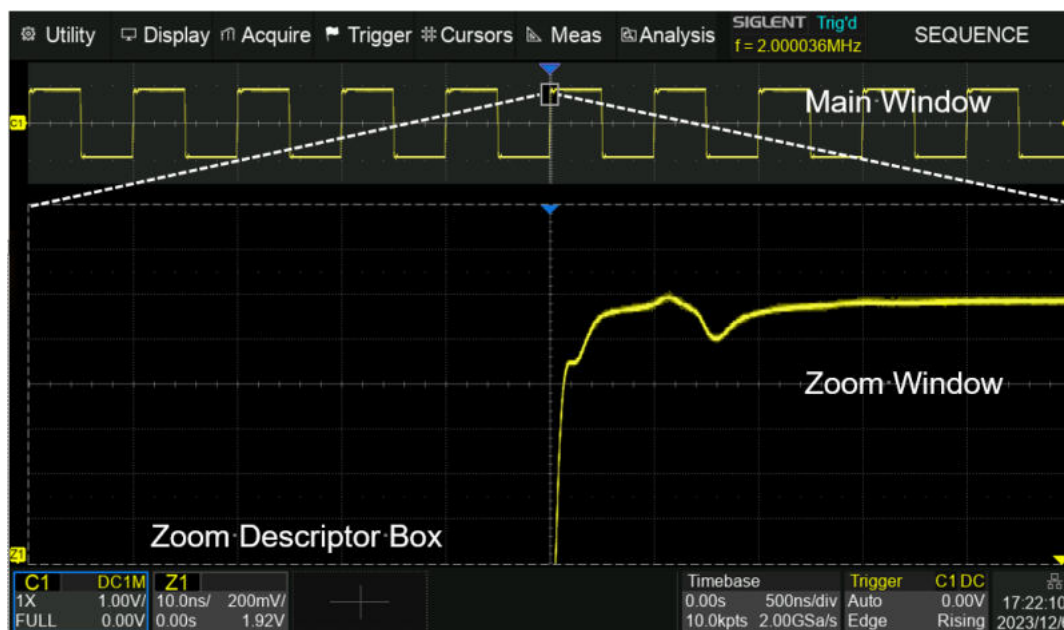 Utility Display Acquire Trigger Cursors Meas Analysis SIGLENT Trig'd SEQUENCE
f = 2.000036MHz
Main Window
C1
Zoom Window
Zoom Descriptor Box
Z1
C1 DC1M Z1 Timebase Trigger C1 DC
1X 1.00V/ 10.0ns/ 200mV/ 0.00s 500ns/div Auto 0.00V 17:22:10
FULL 0.00V 0.00s 1.92V 10.0kpts 2.00GSa/s Edge Rising 2023/12/